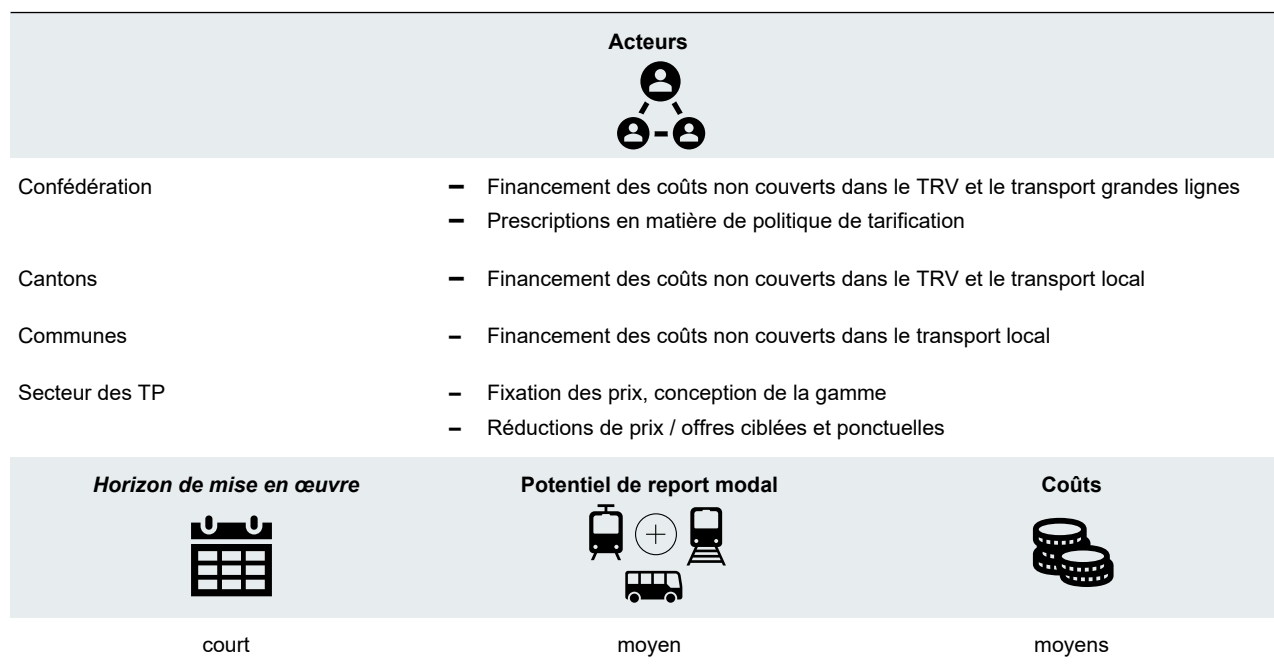 Acteurs
Confédération
– Financement des coûts non couverts dans le TRV et le transport grandes lignes
– Prescriptions en matière de politique de tarification
Cantons
– Financement des coûts non couverts dans le TRV et le transport local
Communes
– Financement des coûts non couverts dans le transport local
Secteur des TP
– Fixation des prix, conception de la gamme
– Réductions de prix / offres ciblées et ponctuelles
Horizon de mise en œuvre
Potentiel de report modal
Coûts
court
moyen
moyens